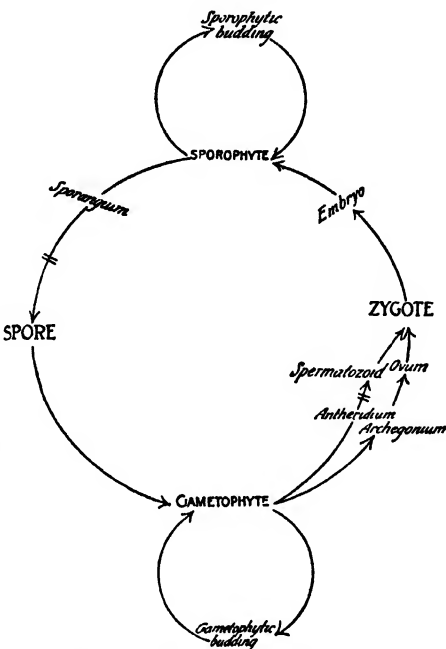 Sporophytic
budding
SPOROPHYTE
Sporangium
Embryo
ZYGOTE
SPORE
Spermatozoid Ovum
Antheridium
Archegonium
GAMETOPHYTE
Gametophytic
budding